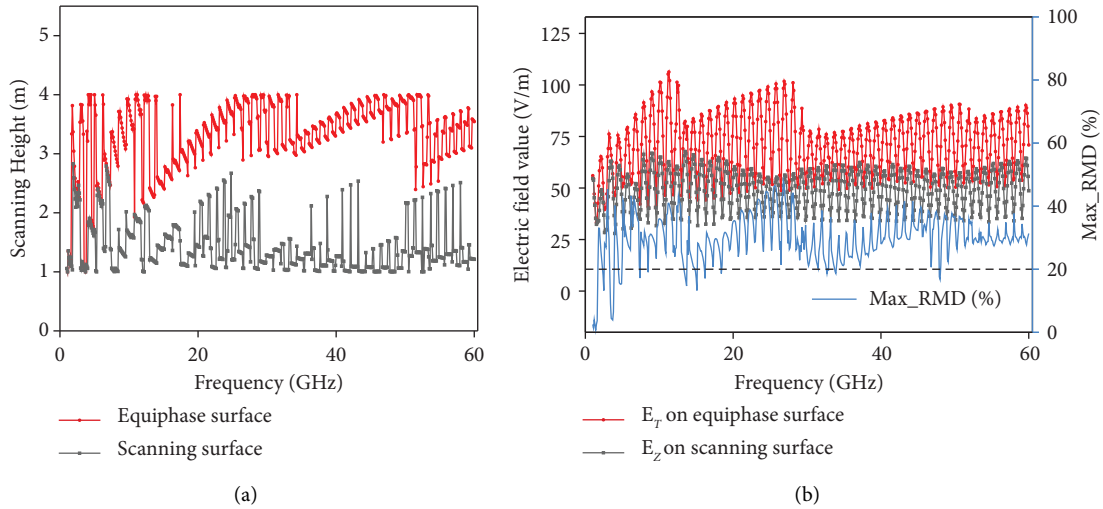 5
4
3
2
1
0
Scanning Height (m)
0
20
40
60
Frequency (GHz)
Equiphase surface
Scanning surface
(a)
125
100
75
50
25
0
Electric field value (V/m)
100
80
60
40
20
0
Max_RMD (%)
Max_RMD (%)
0
20
40
60
Frequency (GHz)
E_T on equiphase surface
E_Z on scanning surface
(b)